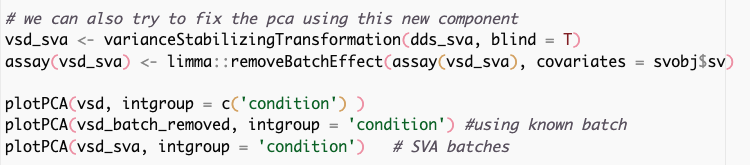 # we can also try to fix the pca using this new component
vsd_sva <- varianceStabilizingTransformation(dds_sva, blind = T)
assay(vsd_sva) <- limma::removeBatchEffect(assay(vsd_sva), covariates = svobj$sv)
plotPCA(vsd, intgroup = c('condition') )
plotPCA(vsd_batch_removed, intgroup = 'condition') #using known batch
plotPCA(vsd_sva, intgroup = 'condition')   # SVA batches